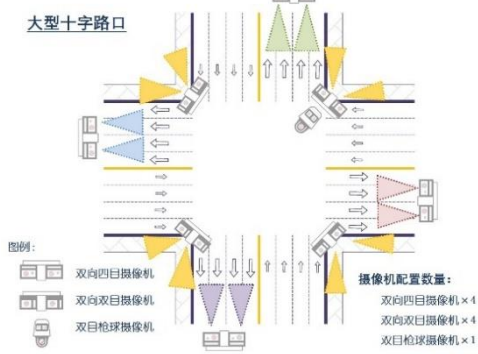 大型十字路口
图例:
双向四目摄像机
双向双目摄像机
双目枪球摄像机
摄像机配置数量:
双向四目摄像机×4
双向双目摄像机×4
双目枪球摄像机×1